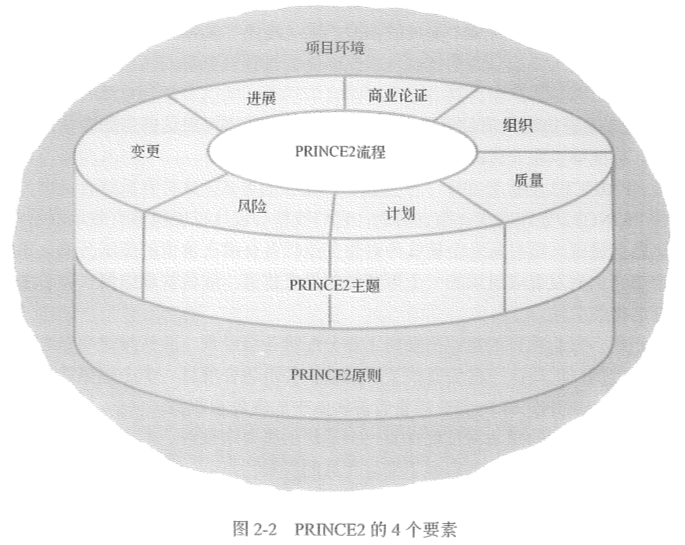 项目环境
进展
商业论证
组织
变更
PRINCE2流程
质量
风险
计划
PRINCE2主题
PRINCE2原则
图 2-2 PRINCE2 的 4 个要素